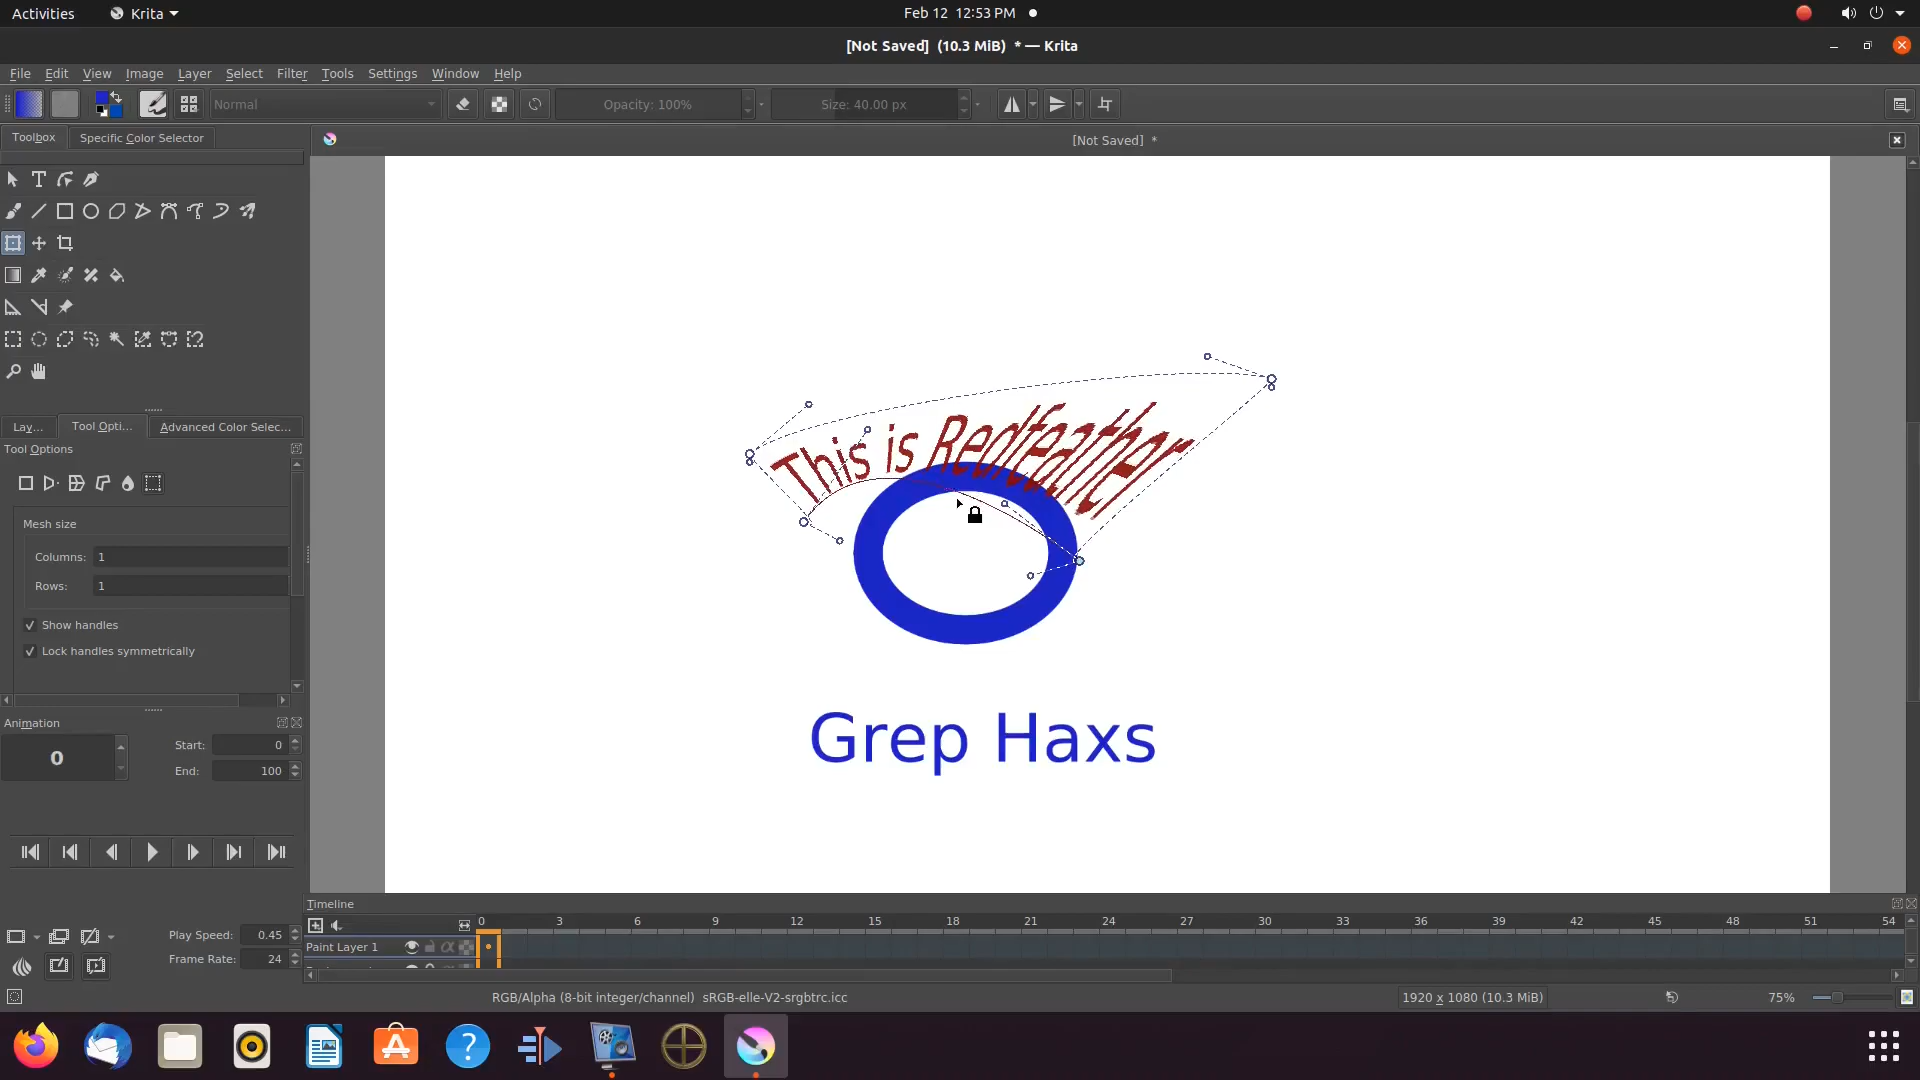 Activities Krita Feb 12 12:53 PM
[Not Saved] (10.3 MiB) * — Krita
File Edit View Image Layer Select Filter Tools Settings Window Help
Normal Opacity: 100% Size: 40.00 px
Toolbox Specific Color Selector [Not Saved] *
Lay... Tool Opti... Advanced Color Selec...
Tool Options
Mesh size
Columns: 1
Rows: 1
Show handles
Lock handles symmetrically
This is Redfeather
Grep Haxs
Animation
0 Start: 0
End: 100
Play Speed: 0.45
Frame Rate: 24
Timeline
0 3 6 9 12 15 18 21 24 27 30 33 36 39 42 45 48 51 54
Paint Layer 1
RGB/Alpha (8-bit integer/channel) sRGB-elle-V2-srgbtrc.icc 1920 x 1080 (10.3 MiB) 75%